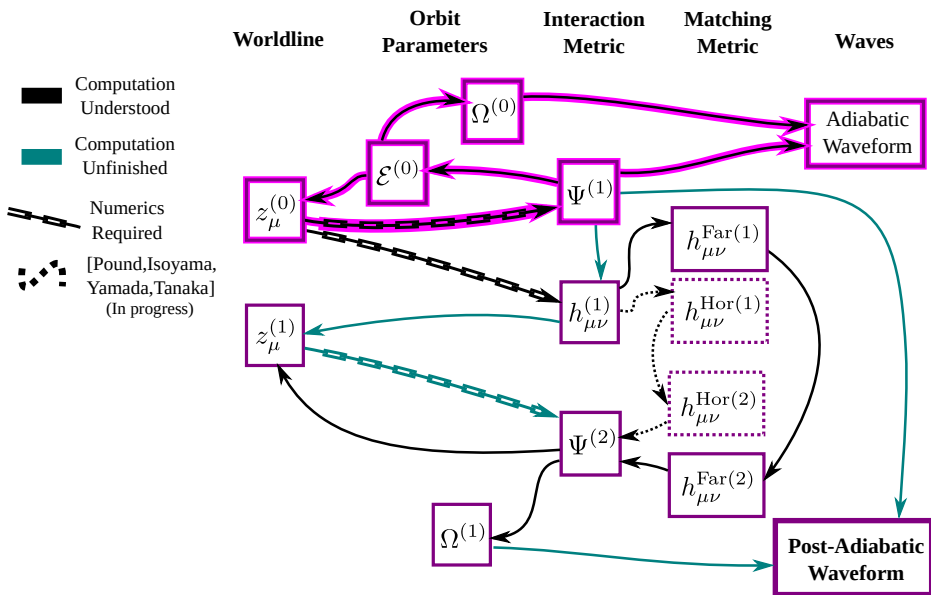 Worldline
Orbit
Parameters
Interaction
Metric
Matching
Metric
Waves
Computation
Understood
Computation
Unfinished
Numerics
Required
[Pound,Isoyama,
Yamada,Tanaka]
(In progress)
Ω^(0)
Adiabatic
Waveform
ℰ^(0)
Ψ^(1)
z_μ^(0)
h_μν^Far(1)
h_μν^(1)
h_μν^Hor(1)
z_μ^(1)
h_μν^Hor(2)
Ψ^(2)
h_μν^Far(2)
Ω^(1)
Post-Adiabatic
Waveform